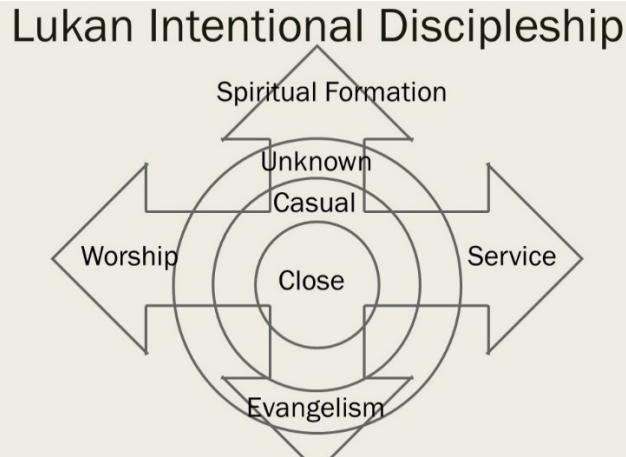 Lukan Intentional Discipleship
Spiritual Formation
Unknown
Casual
Worship
Close
Service
Evangelism